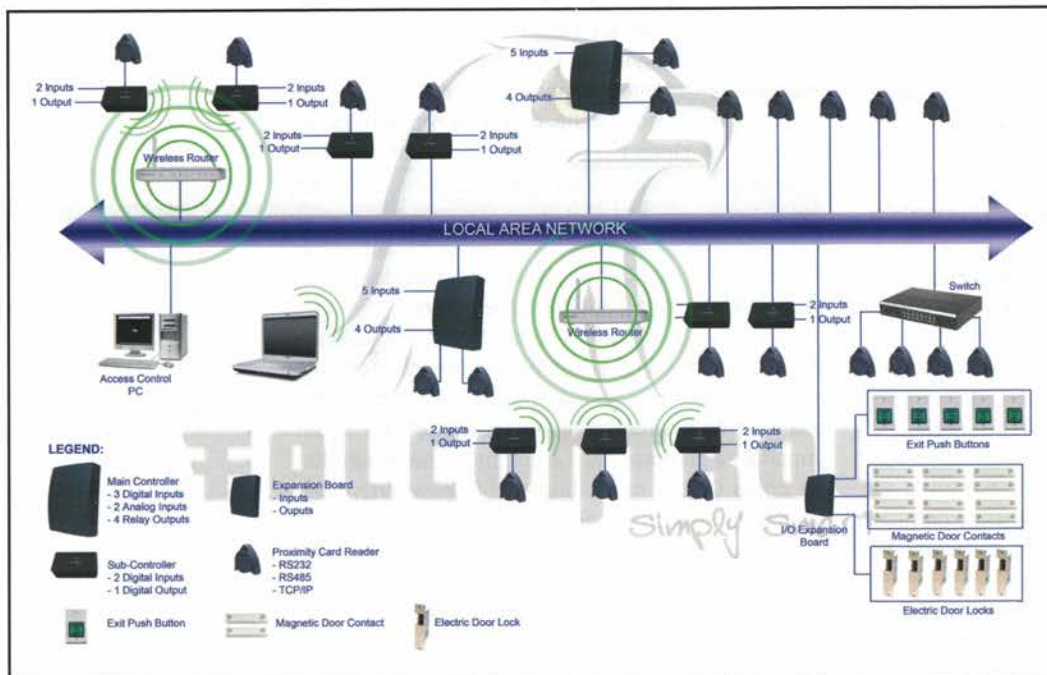 5 Inputs
4 Outputs
2 Inputs
1 Output
2 Inputs
1 Output
2 Inputs
1 Output
2 Inputs
1 Output
Wireless Router
LOCAL AREA NETWORK
5 Inputs
4 Outputs
Wireless Router
2 Inputs
1 Output
Switch
Access Control
PC
2 Inputs
1 Output
2 Inputs
1 Output
Exit Push Buttons
Magnetic Door Contacts
I/O Expansion
Board
Electric Door Locks
FALCONTROL
Simply Smart
LEGEND:
Main Controller
- 3 Digital Inputs
- 2 Analog Inputs
- 4 Relay Outputs
Expansion Board
- Inputs
- Ouputs
Sub-Controller
- 2 Digital Inputs
- 1 Digital Output
Proximity Card Reader
- RS232
- RS485
- TCP/IP
Exit Push Button
Magnetic Door Contact
Electric Door Lock